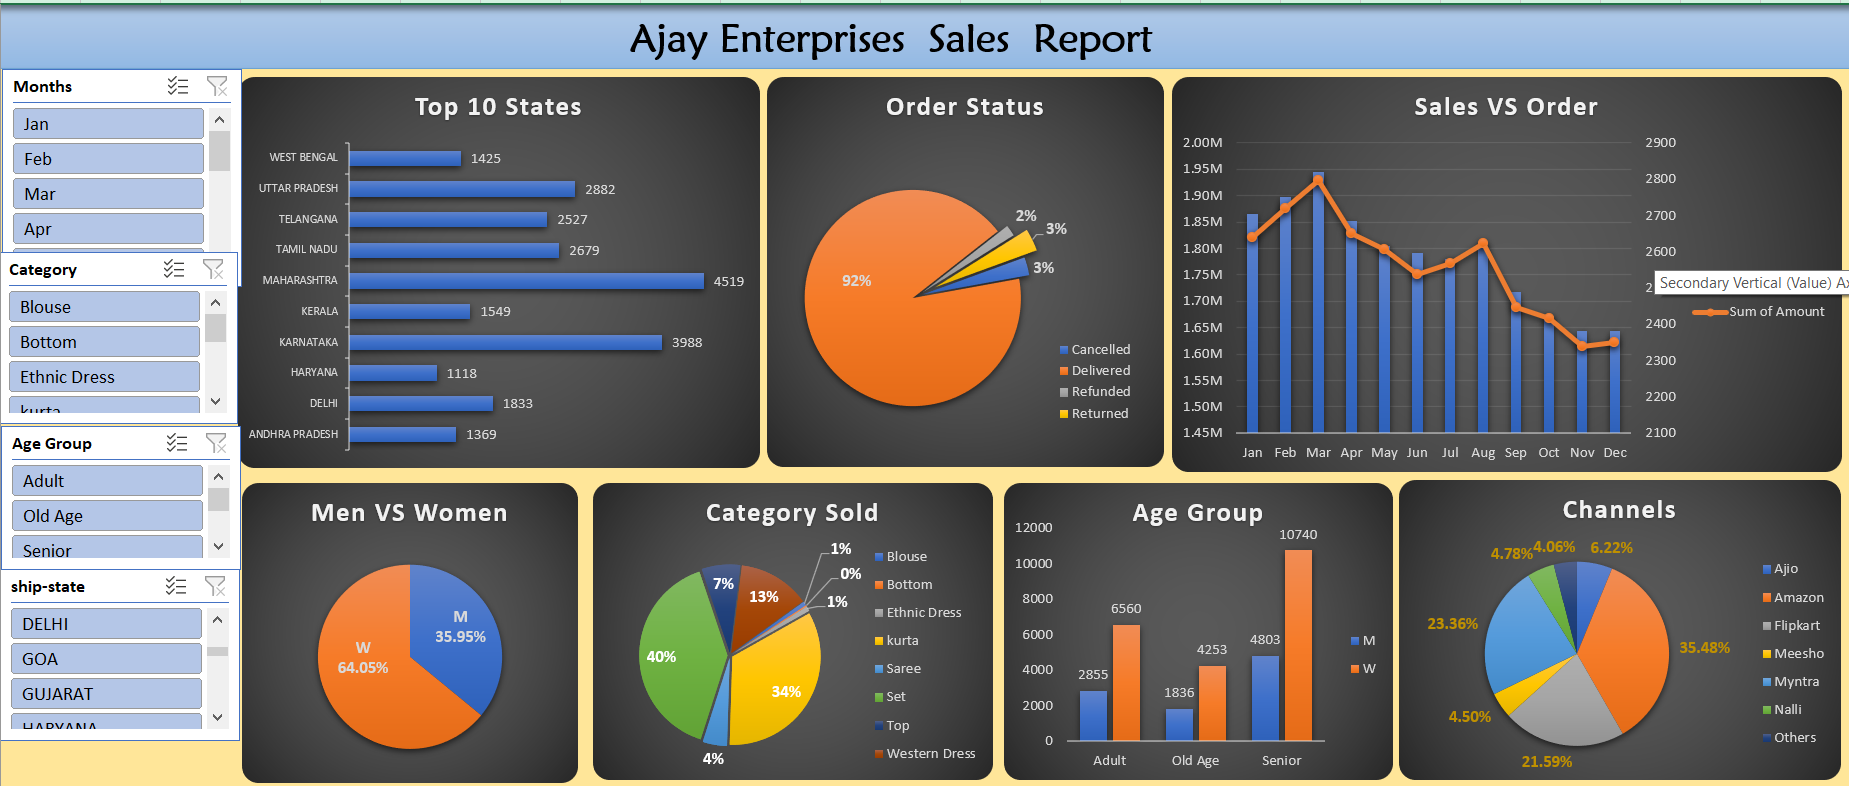 Ajay Enterprises Sales Report
Months
Jan
Feb
Mar
Apr
Category
Blouse
Bottom
Ethnic Dress
kurta
Age Group
Adult
Old Age
Senior
ship-state
DELHI
GOA
GUJARAT
HARYANA
Top 10 States
WEST BENGAL 1425
UTTAR PRADESH 2882
TELANGANA 2527
TAMIL NADU 2679
MAHARASHTRA 4519
KERALA 1549
KARNATAKA 3988
HARYANA 1118
DELHI 1833
ANDHRA PRADESH 1369
Order Status
2%
3%
3%
92%
Cancelled
Delivered
Refunded
Returned
Sales VS Order
2.00M 2900
1.95M
1.90M 2800
1.85M 2700
1.80M 2600
1.75M
1.70M
1.65M 2400
1.60M 2300
1.55M
1.50M 2200
1.45M 2100
Jan Feb Mar Apr May Jun Jul Aug Sep Oct Nov Dec
Secondary Vertical (Value) Ax
Sum of Amount
Men VS Women
M
35.95%
W
64.05%
Category Sold
1%
0%
1%
7%
13%
40%
34%
4%
Blouse
Bottom
Ethnic Dress
kurta
Saree
Set
Top
Western Dress
Age Group
12000
10000
8000
6000
4000
2000
0
2855 6560
1836 4253
4803 10740
Adult Old Age Senior
M
W
Channels
4.78% 4.06% 6.22%
23.36%
35.48%
4.50%
21.59%
Ajio
Amazon
Flipkart
Meesho
Myntra
Nalli
Others